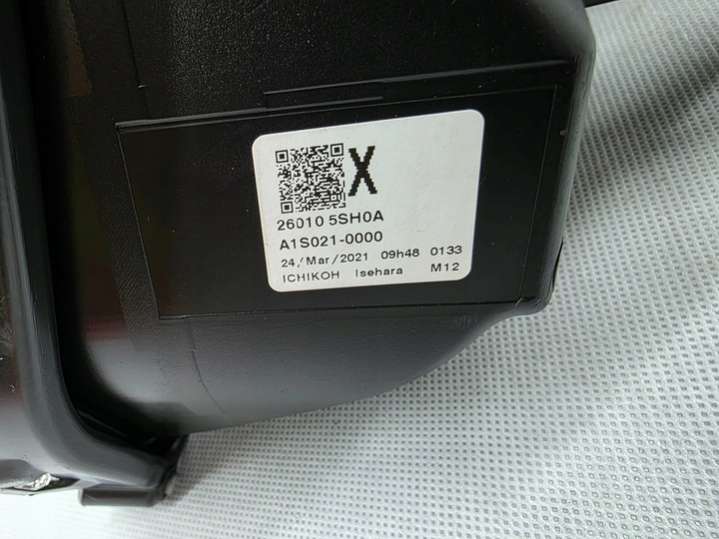 X
26010 5SH0A
A1S021-0000
24/Mar/2021 09h48 0133
ICHIKOH Isehara M12